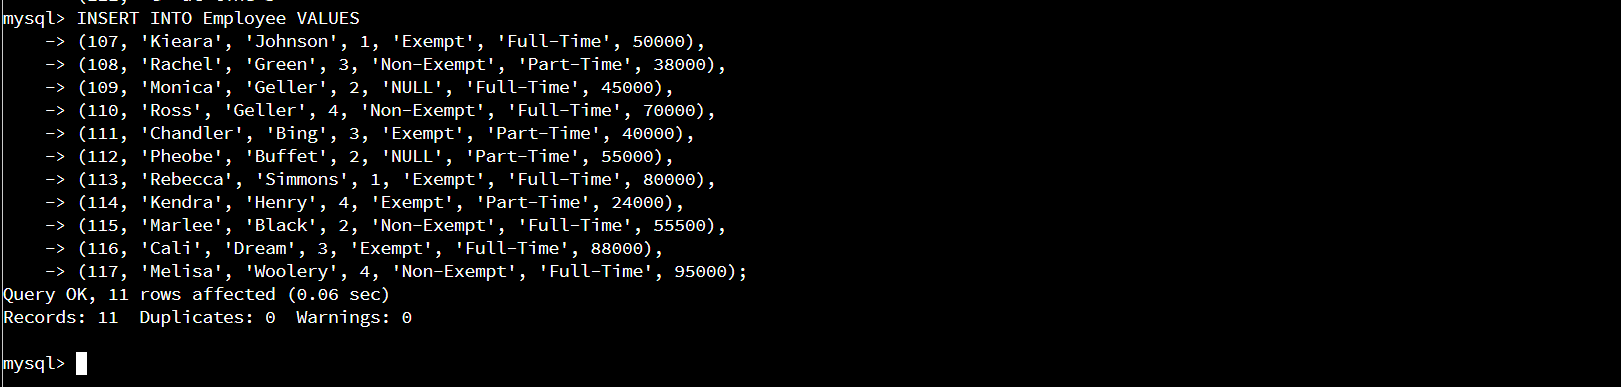 mysql> INSERT INTO Employee VALUES
    -> (107, 'Kieara', 'Johnson', 1, 'Exempt', 'Full-Time', 50000),
    -> (108, 'Rachel', 'Green', 3, 'Non-Exempt', 'Part-Time', 38000),
    -> (109, 'Monica', 'Geller', 2, 'NULL', 'Full-Time', 45000),
    -> (110, 'Ross', 'Geller', 4, 'Non-Exempt', 'Full-Time', 70000),
    -> (111, 'Chandler', 'Bing', 3, 'Exempt', 'Part-Time', 40000),
    -> (112, 'Pheobe', 'Buffet', 2, 'NULL', 'Part-Time', 55000),
    -> (113, 'Rebecca', 'Simmons', 1, 'Exempt', 'Full-Time', 80000),
    -> (114, 'Kendra', 'Henry', 4, 'Exempt', 'Part-Time', 24000),
    -> (115, 'Marlee', 'Black', 2, 'Non-Exempt', 'Full-Time', 55500),
    -> (116, 'Cali', 'Dream', 3, 'Exempt', 'Full-Time', 88000),
    -> (117, 'Melisa', 'Woolery', 4, 'Non-Exempt', 'Full-Time', 95000);
Query OK, 11 rows affected (0.06 sec)
Records: 11  Duplicates: 0  Warnings: 0
mysql>